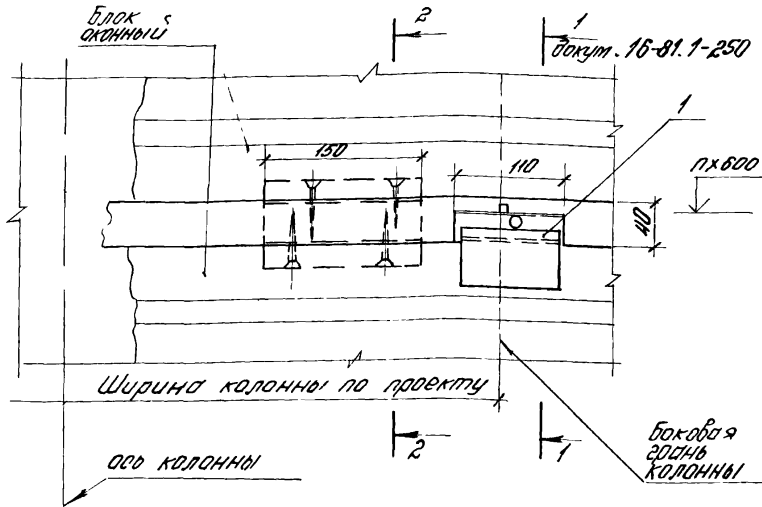 Блок
оконный
2
1
докум. 16-81.1-250
1
150
110
n×600
40
Ширина колонны по проекту
2
1
ось колонны
Боковая
грань
колонны